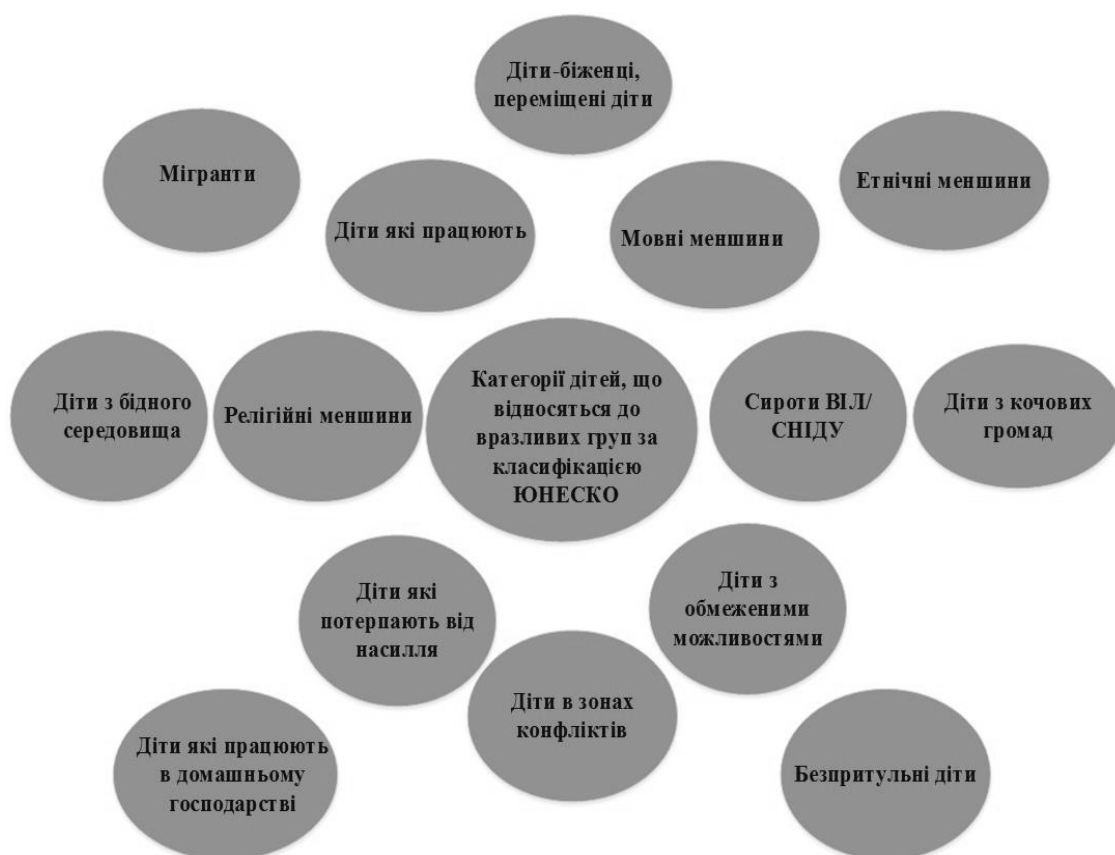 Діти-біженці,
переміщені діти
Мігранти
Етнічні меншини
Діти які працюють
Мовні меншини
Діти з бідного
середовища
Релігійні меншини
Категорії дітей, що
відносяться до
вразливих груп за
класифікацією
ЮНЕСКО
Сироти ВІЛ/
СНІДУ
Діти з кочових
громад
Діти які
потерпають від
насилля
Діти з
обмеженими
можливостями
Діти в зонах
конфліктів
Діти які працюють
в домашньому
господарстві
Безпритульні діти